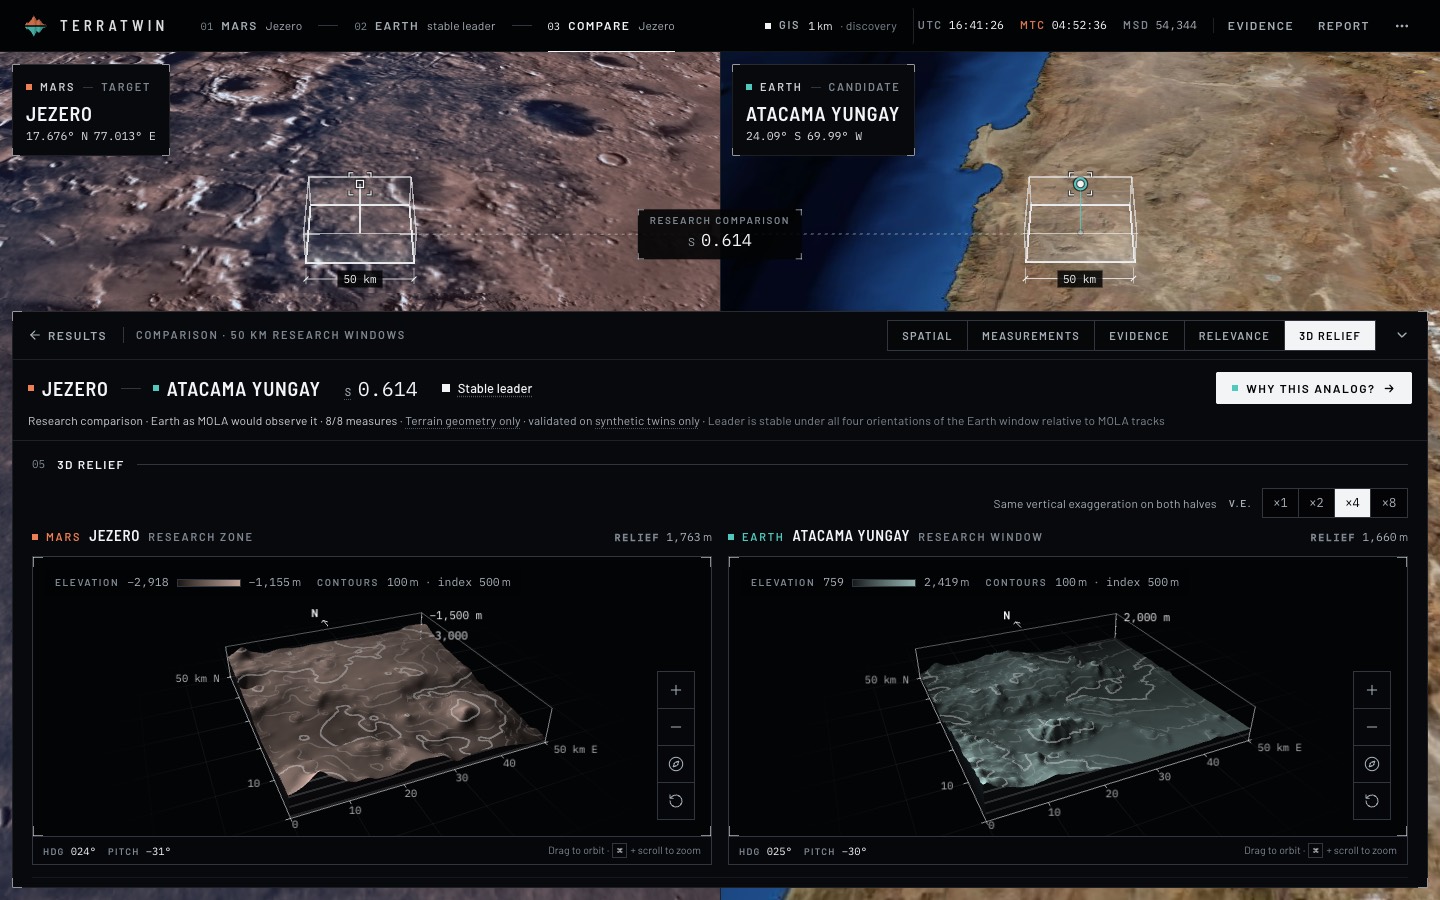 TERRATWIN
01 MARS Jezero
02 EARTH stable leader
03 COMPARE Jezero
GIS 1 km · discovery
UTC 16:41:26 MTC 04:52:36 MSD 54,344
EVIDENCE REPORT
MARS — TARGET
JEZERO
17.676° N 77.013° E
EARTH — CANDIDATE
ATACAMA YUNGAY
24.09° S 69.99° W
RESEARCH COMPARISON
S 0.614
50 km
50 km
← RESULTS
COMPARISON · 50 KM RESEARCH WINDOWS
SPATIAL MEASUREMENTS EVIDENCE RELEVANCE 3D RELIEF
JEZERO — ATACAMA YUNGAY S 0.614 Stable leader
WHY THIS ANALOG? →
Research comparison · Earth as MOLA would observe it · 8/8 measures · Terrain geometry only · validated on synthetic twins only · Leader is stable under all four orientations of the Earth window relative to MOLA tracks
05 3D RELIEF
Same vertical exaggeration on both halves V.E. ×1 ×2 ×4 ×8
MARS JEZERO RESEARCH ZONE
RELIEF 1,763 m
ELEVATION −2,918 −1,155 m CONTOURS 100 m · index 500 m
N
−1,500 m
−3,000
50 km N
10
0
10
20
30
40
50 km E
HDG 024° PITCH −31°
Drag to orbit · ⌘ + scroll to zoom
EARTH ATACAMA YUNGAY RESEARCH WINDOW
RELIEF 1,660 m
ELEVATION 759 2,419 m CONTOURS 100 m · index 500 m
N
2,000 m
50 km N
10
0
10
20
30
40
50 km E
HDG 025° PITCH −30°
Drag to orbit · ⌘ + scroll to zoom